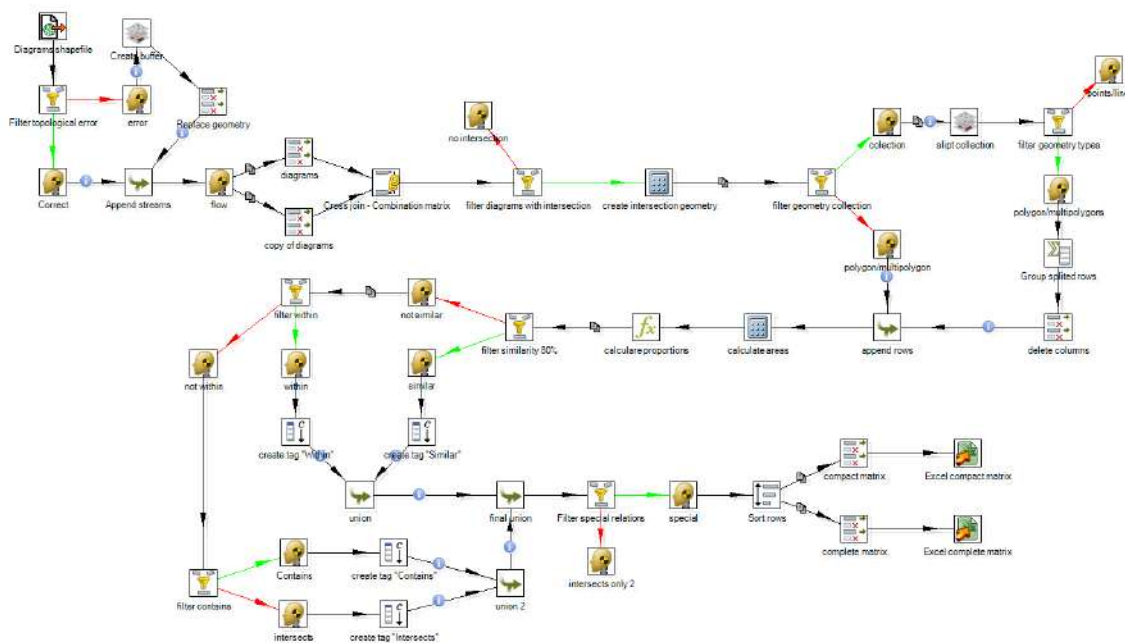 Diagrams shapefile
Create buffer
points/line
Filter topological error
error
Replace geometry
no intersection
colection
slipt collection
filter geometry types
diagrams
Correct
Append streams
flow
Cross join - Combination matrix
filter diagrams with intersection
create intersection geometry
filter geometry collection
polygon/multipolygons
copy of diagrams
polygon/multipolygon
Group splited rows
filter within
not similar
filter similarity 80%
calculare proportions
calculate areas
append rows
delete columns
not within
within
similar
create tag "Within"
create tag "Similar"
compact matrix
Excel compact matrix
union
final union
Filter special relations
special
Sort rows
complete matrix
Excel complete matrix
filter contains
Contains
create tag "Contains"
union 2
intersects only 2
intersects
create tag "Intersects"